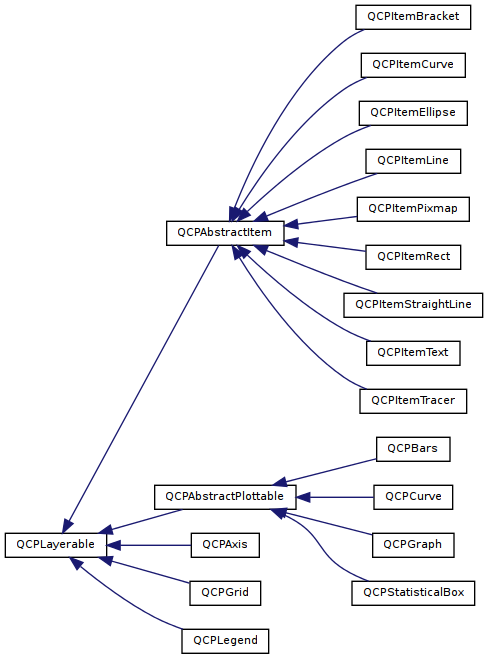 QCPItemBracket
QCPItemCurve
QCPItemEllipse
QCPItemLine
QCPItemPixmap
QCPAbstractItem
QCPItemRect
QCPItemStraightLine
QCPItemText
QCPItemTracer
QCPBars
QCPAbstractPlottable
QCPCurve
QCPLayerable
QCPAxis
QCPGraph
QCPGrid
QCPStatisticalBox
QCPLegend